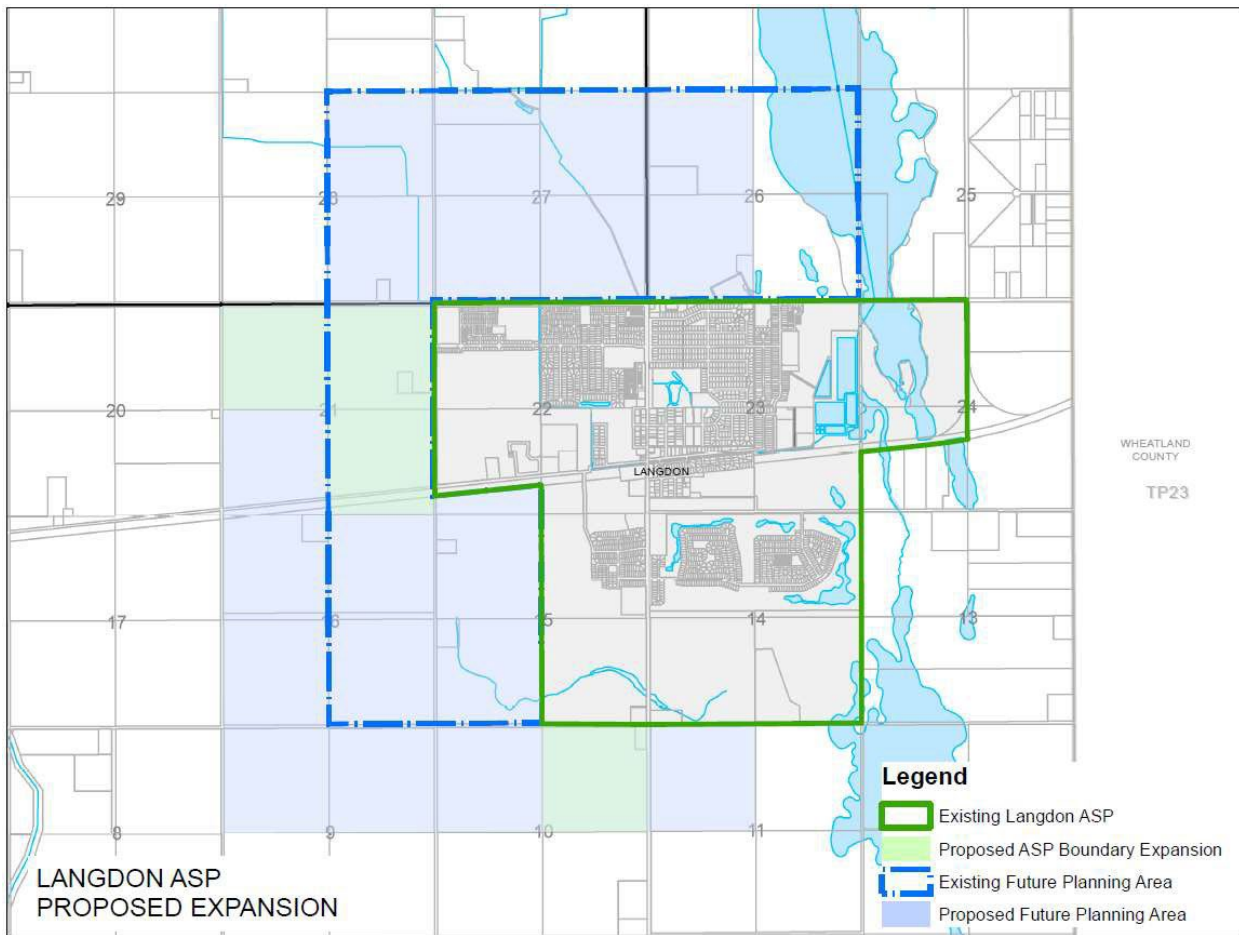 29
28
27
26
25
20
21
22
23
24
LANGDON
WHEATLAND
COUNTY
TP23
17
16
15
14
13
8
9
10
11
Legend
Existing Langdon ASP
Proposed ASP Boundary Expansion
Existing Future Planning Area
Proposed Future Planning Area
LANGDON ASP
PROPOSED EXPANSION